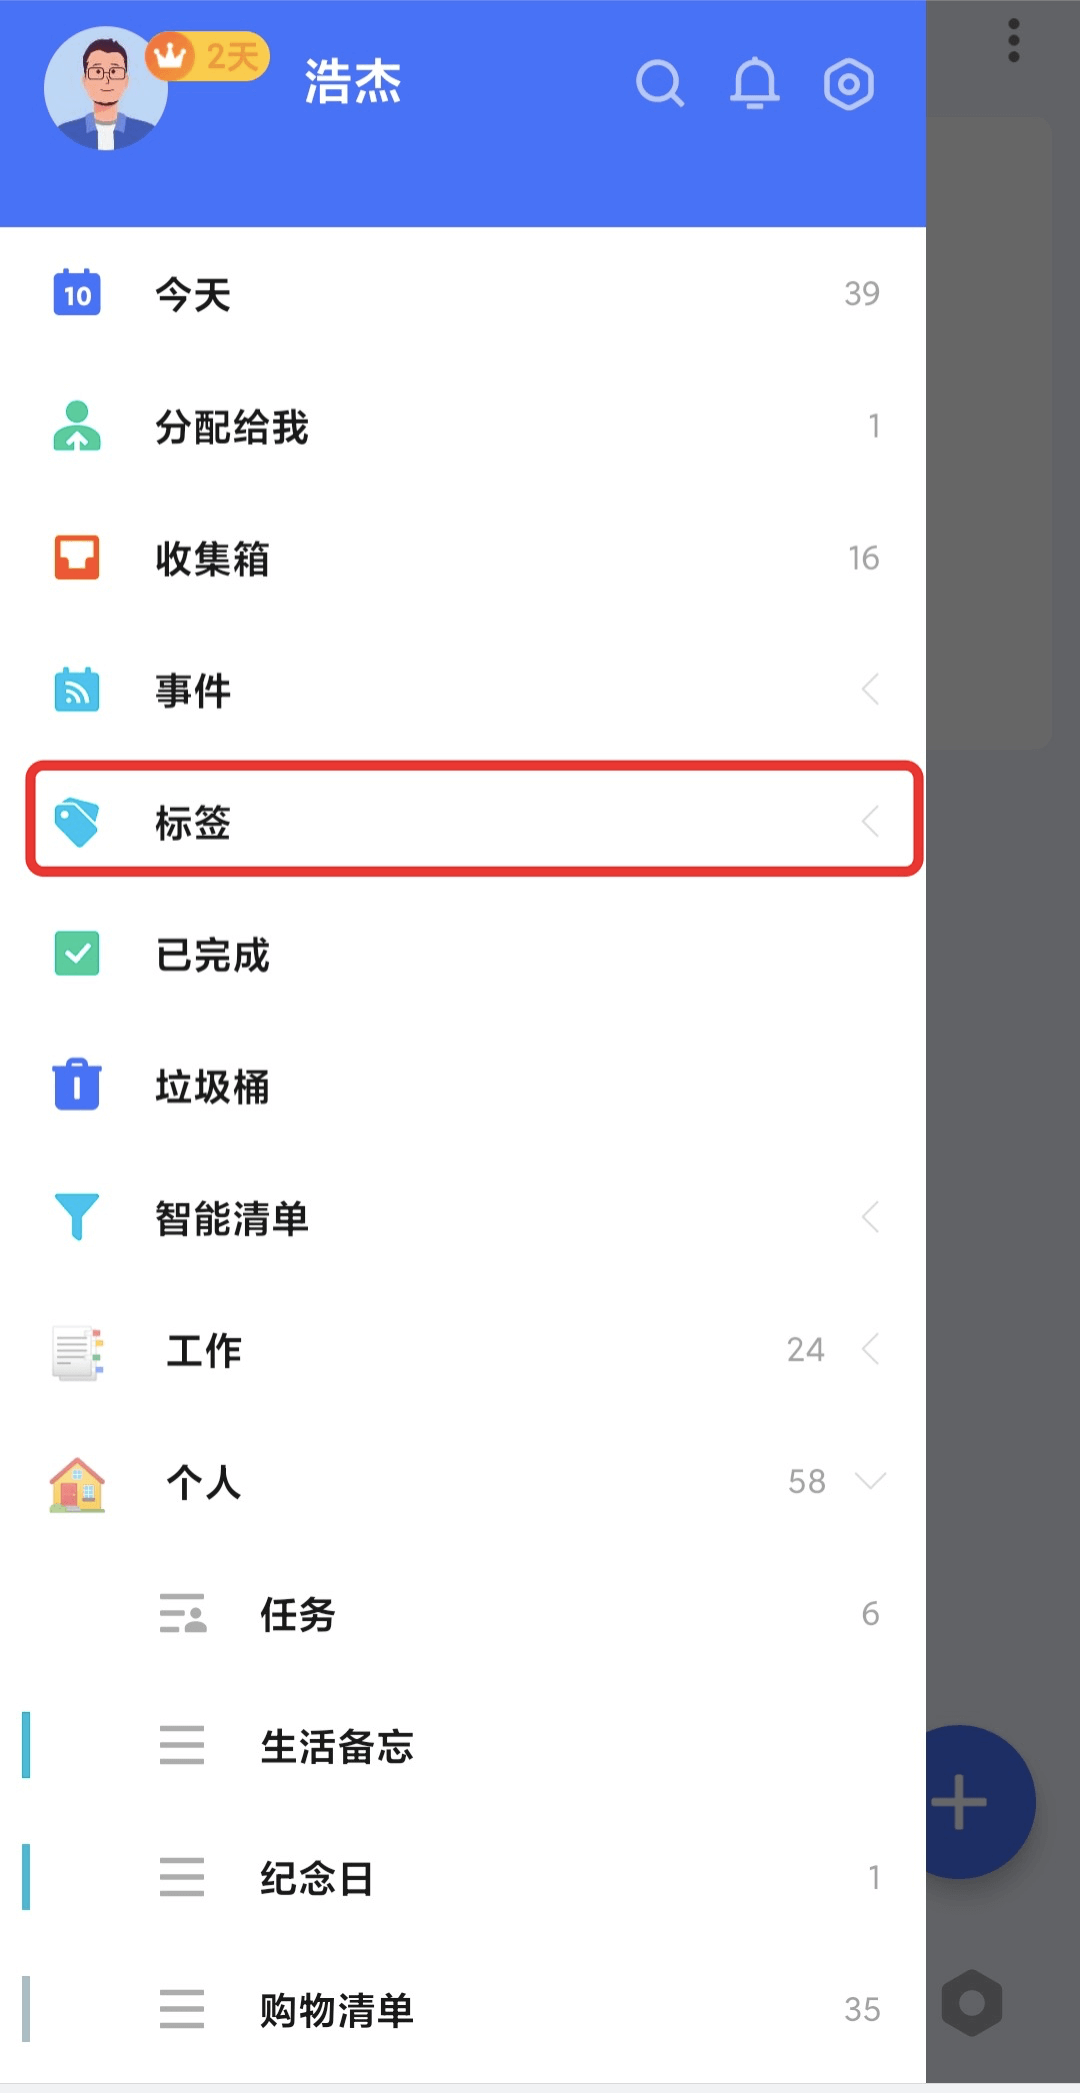 2天
浩杰
10
今天 39
分配给我 1
收集箱 16
事件
标签
已完成
垃圾桶
智能清单
工作 24
个人 58
任务 6
生活备忘
纪念日 1
购物清单 35